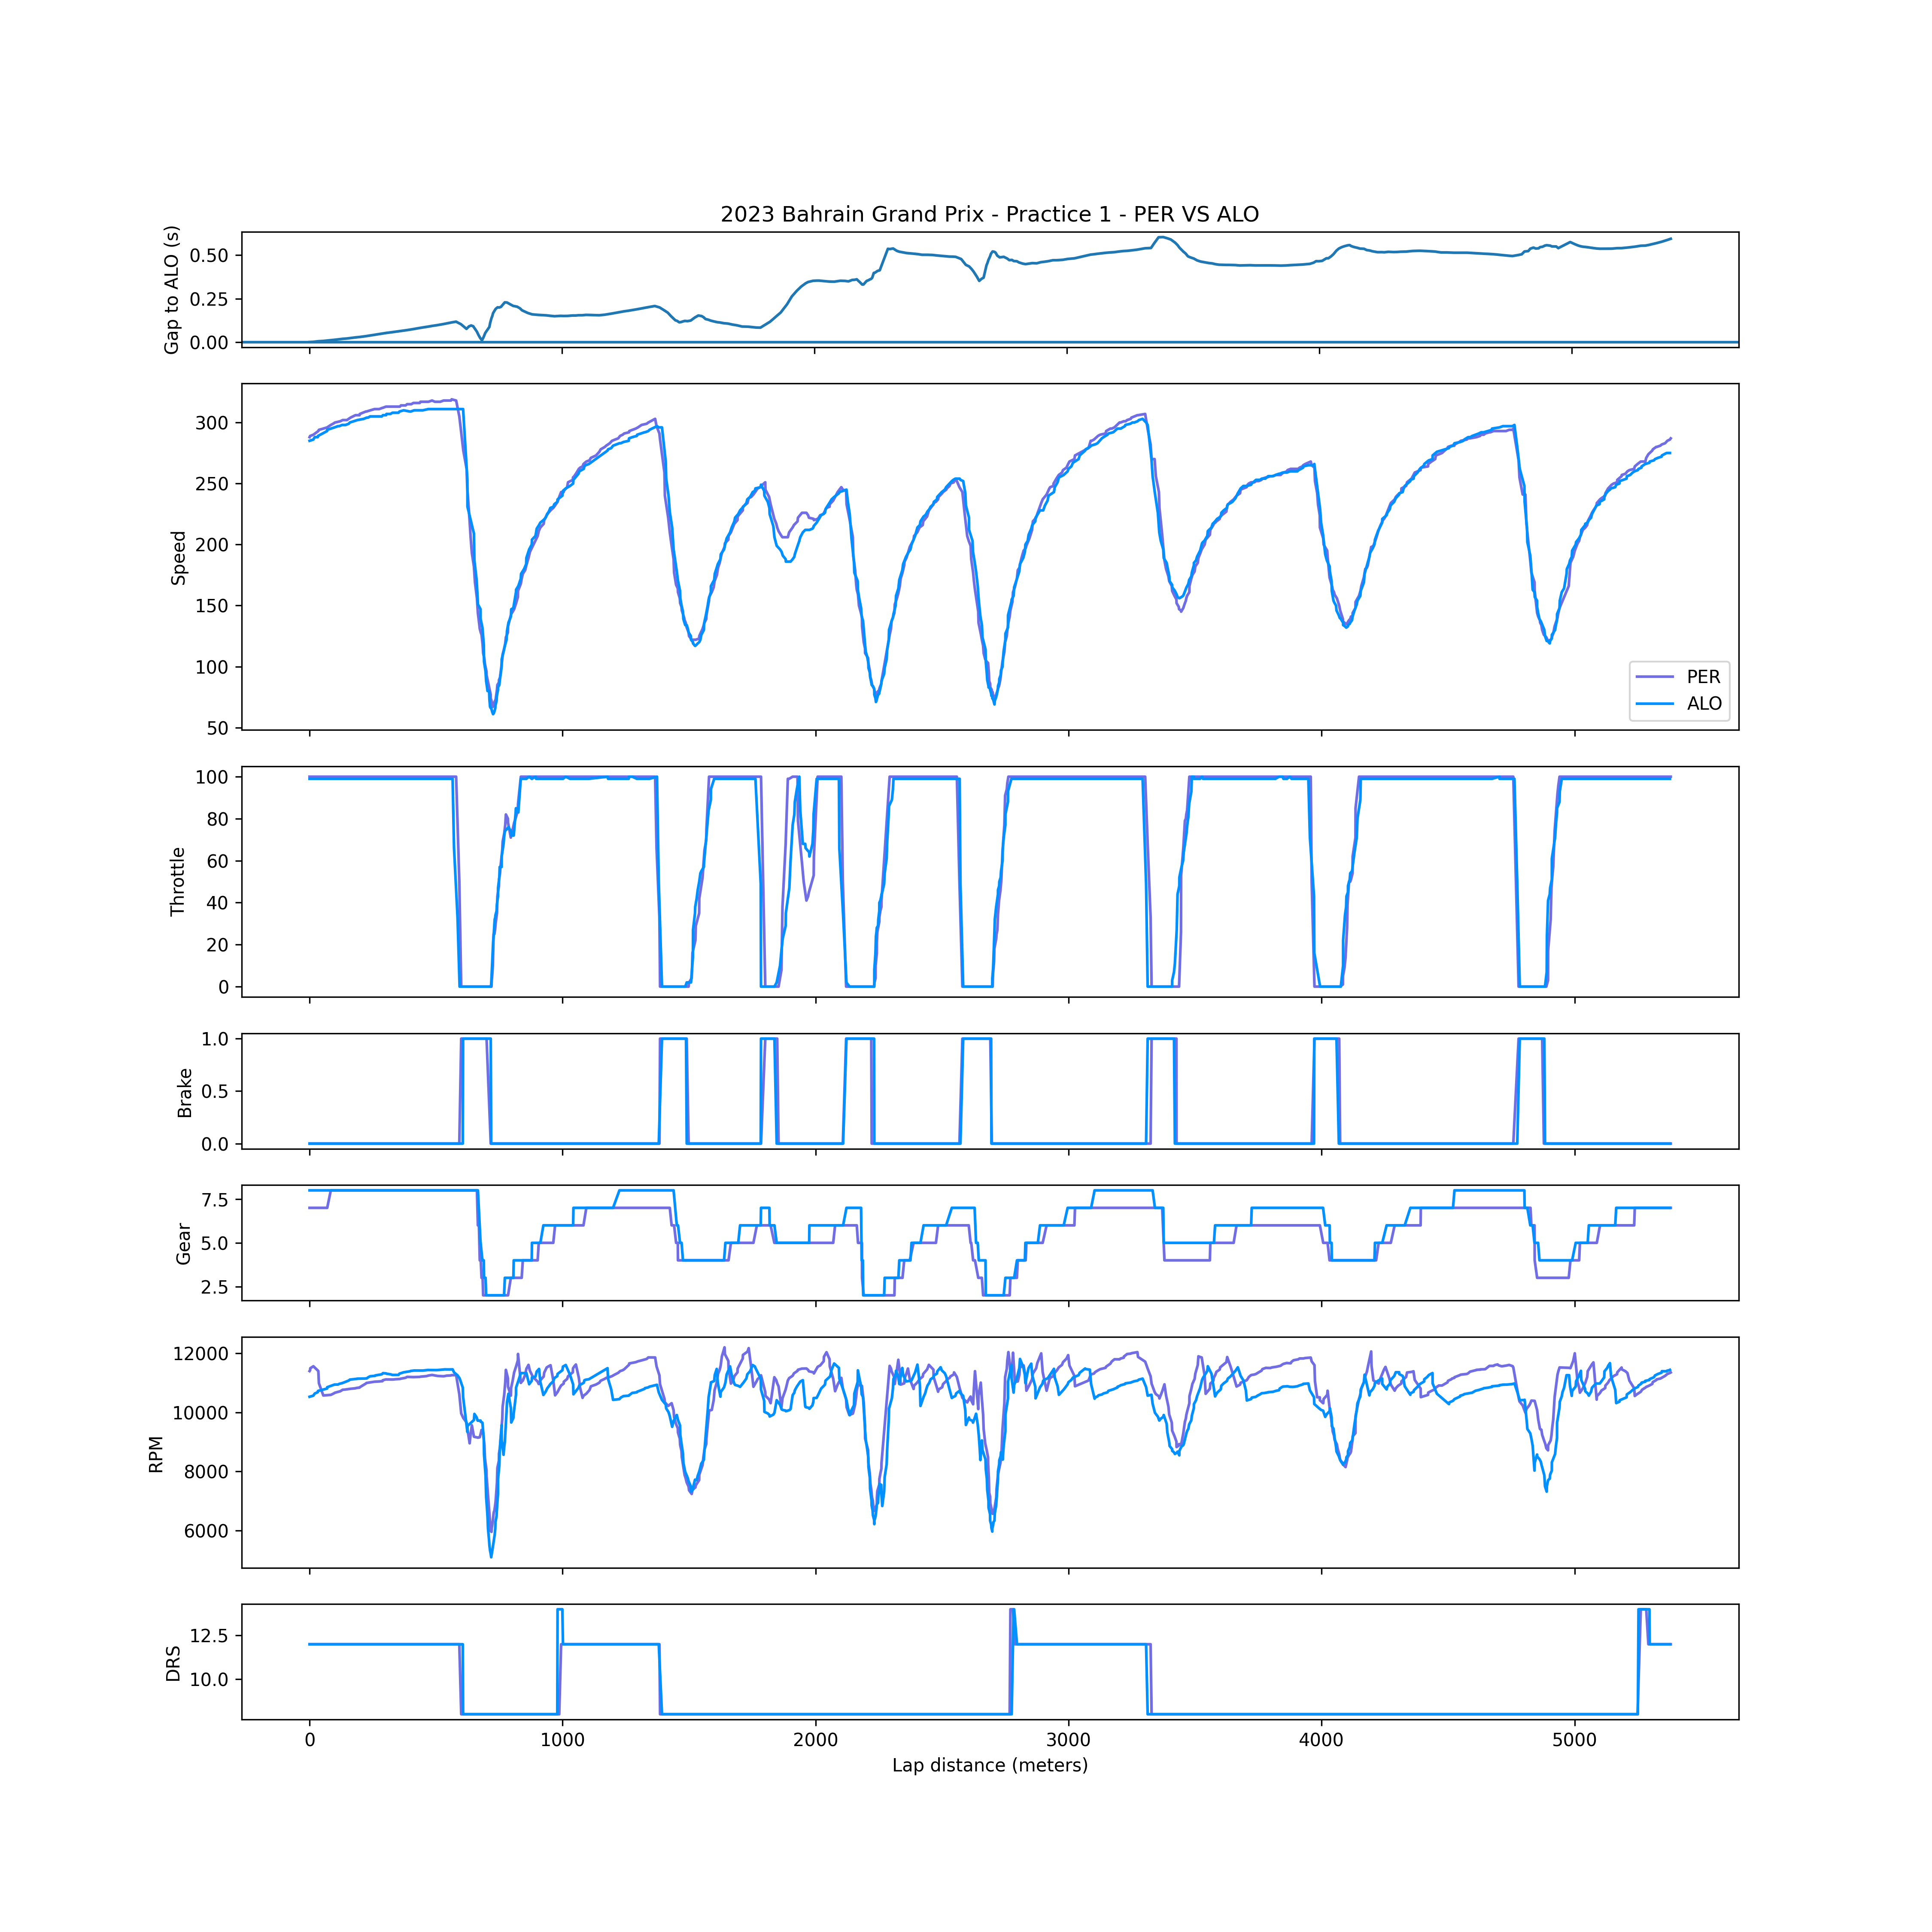 2023 Bahrain Grand Prix - Practice 1 - PER VS ALO
Gap to ALO (s)
0.50
0.25
0.00
Speed
300
250
200
150
100
50
PER
ALO
Throttle
100
80
60
40
20
0
Brake
1.0
0.5
0.0
Gear
7.5
5.0
2.5
RPM
12000
10000
8000
6000
DRS
12.5
10.0
0 1000 2000 3000 4000 5000
Lap distance (meters)